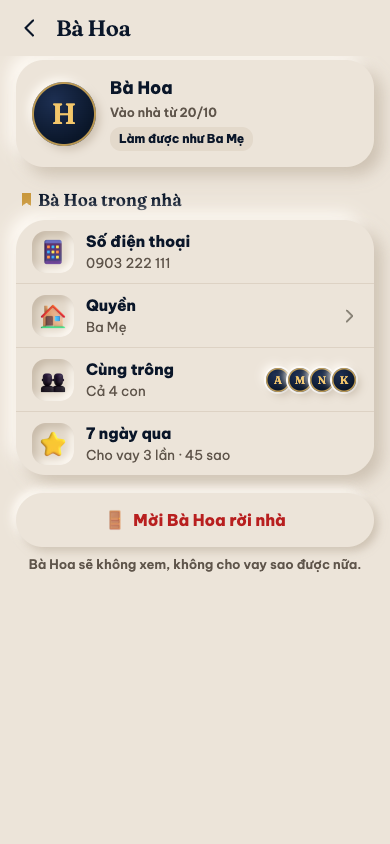 Bà Hoa
H
Bà Hoa
Vào nhà từ 20/10
Làm được như Ba Mẹ
Bà Hoa trong nhà
Số điện thoại
0903 222 111
Quyền
Ba Mẹ
Cùng trông
Cả 4 con
A M N K
7 ngày qua
Cho vay 3 lần · 45 sao
Mời Bà Hoa rời nhà
Bà Hoa sẽ không xem, không cho vay sao được nữa.